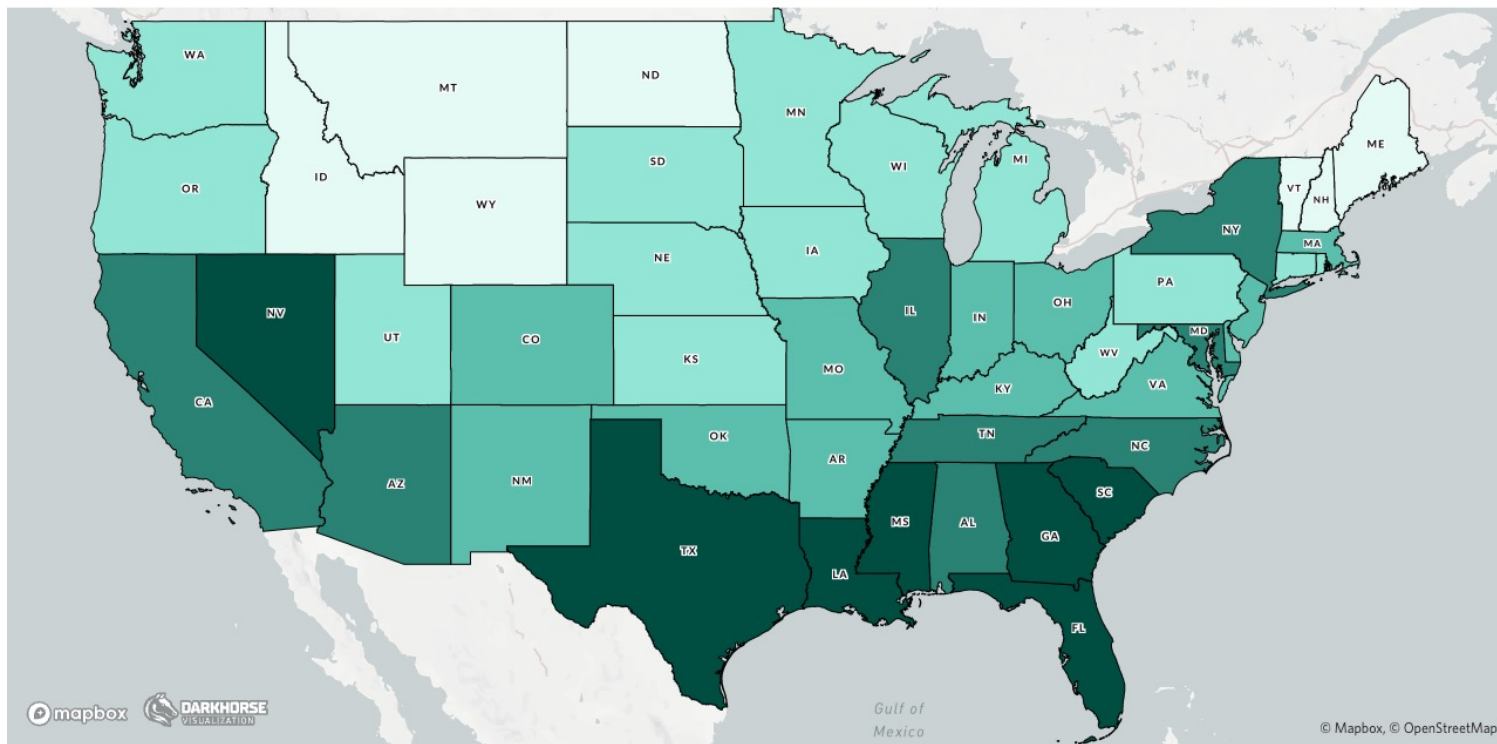 WA
MT
ND
MN
ME
WI
MI
SD
ID
OR
VT
NH
WY
NY
MA
IA
NE
PA
OH
IL
NV
IN
MD
UT
CO
WV
KS
MO
VA
KY
CA
TN
OK
NC
AR
NM
AZ
SC
MS
AL
GA
TX
LA
FL
Gulf of
Mexico
mapbox
DARKHORSE
VISUALIZATION
© Mapbox, © OpenStreetMap